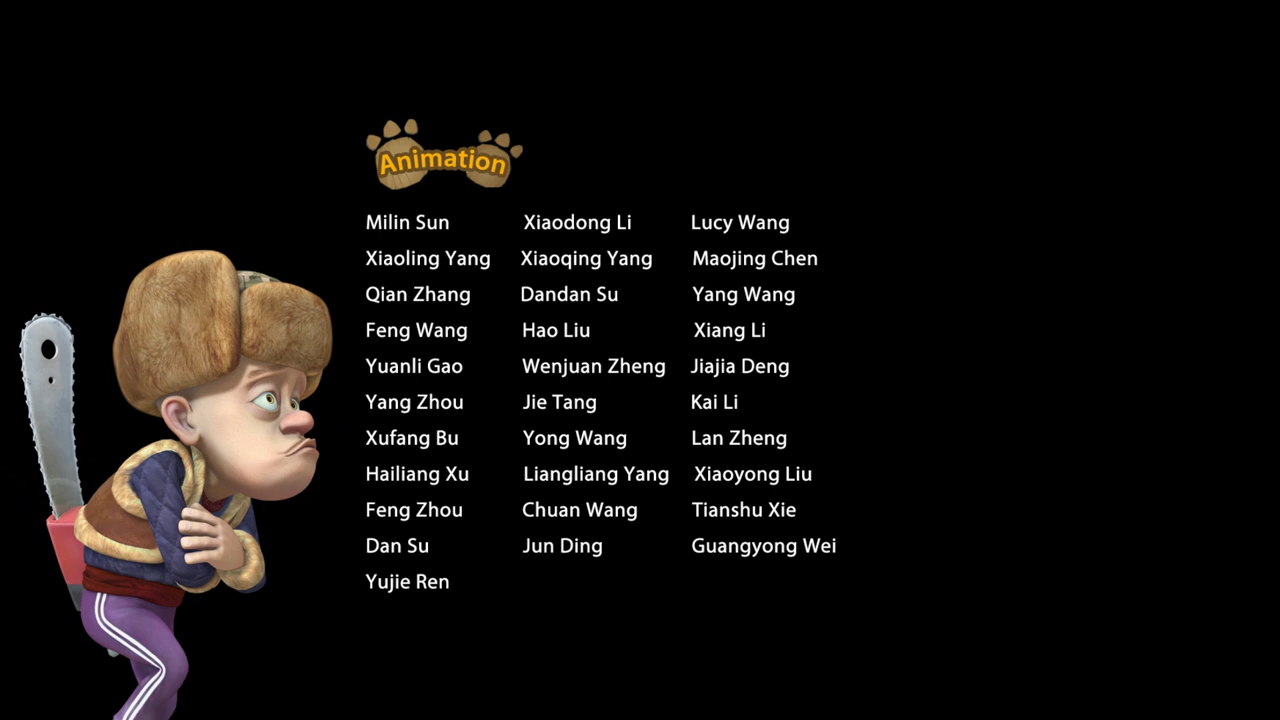 Animation
Milin Sun Xiaodong Li Lucy Wang
Xiaoling Yang Xiaoqing Yang Maojing Chen
Qian Zhang Dandan Su Yang Wang
Feng Wang Hao Liu Xiang Li
Yuanli Gao Wenjuan Zheng Jiajia Deng
Yang Zhou Jie Tang Kai Li
Xufang Bu Yong Wang Lan Zheng
Hailiang Xu Liangliang Yang Xiaoyong Liu
Feng Zhou Chuan Wang Tianshu Xie
Dan Su Jun Ding Guangyong Wei
Yujie Ren